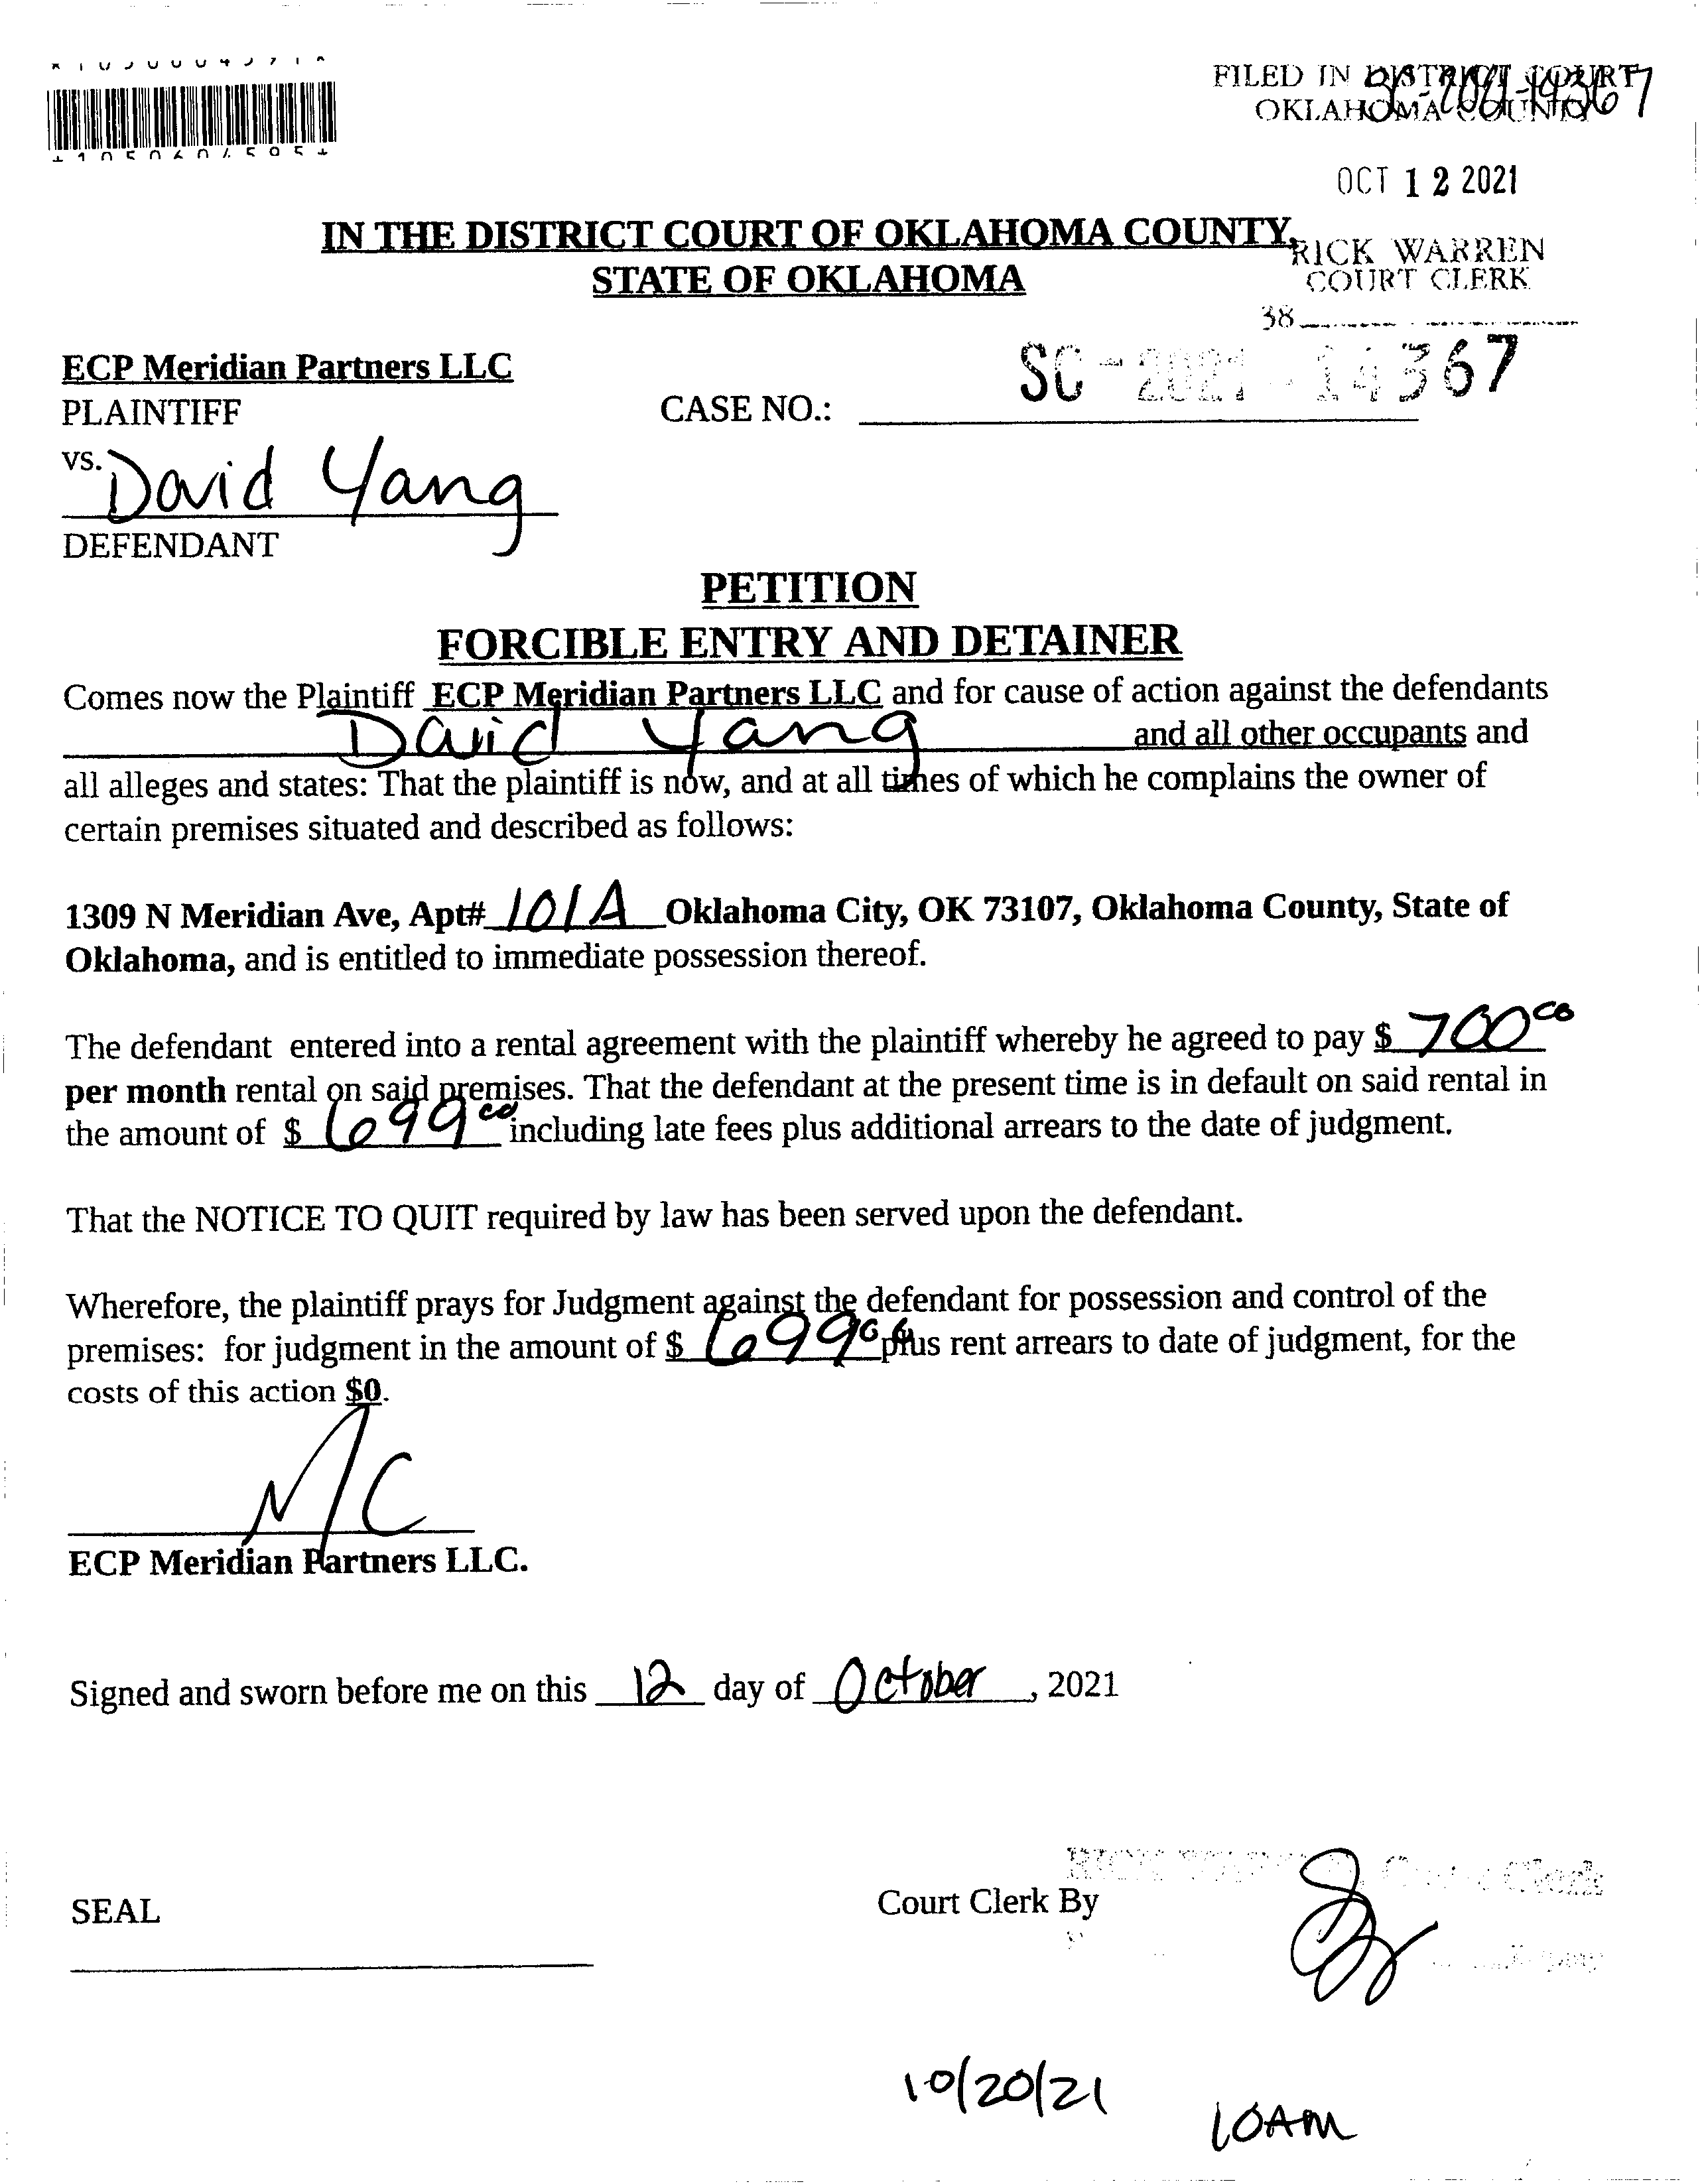 FILED IN DISTRICT COURT
OKLAHOMA COUNTY
SC-2021-14367
OCT 12 2021
IN THE DISTRICT COURT OF OKLAHOMA COUNTY,
STATE OF OKLAHOMA
RICK WARREN
COURT CLERK
38
ECP Meridian Partners LLC
PLAINTIFF
CASE NO.: SC-2021-14367
vs. David Yang
DEFENDANT
PETITION
FORCIBLE ENTRY AND DETAINER
Comes now the Plaintiff ECP Meridian Partners LLC and for cause of action against the defendants
David Yang and all other occupants and
all alleges and states: That the plaintiff is now, and at all times of which he complains the owner of
certain premises situated and described as follows:
1309 N Meridian Ave, Apt# 101A Oklahoma City, OK 73107, Oklahoma County, State of
Oklahoma, and is entitled to immediate possession thereof.
The defendant entered into a rental agreement with the plaintiff whereby he agreed to pay $ 700 00
per month rental on said premises. That the defendant at the present time is in default on said rental in
the amount of $ 699 00 including late fees plus additional arrears to the date of judgment.
That the NOTICE TO QUIT required by law has been served upon the defendant.
Wherefore, the plaintiff prays for Judgment against the defendant for possession and control of the
premises: for judgment in the amount of $ 699 00 plus rent arrears to date of judgment, for the
costs of this action $0.
MC
ECP Meridian Partners LLC.
Signed and sworn before me on this 12 day of October, 2021
RICK WARREN, Court Clerk
SEAL
Court Clerk By
10/20/21
10AM